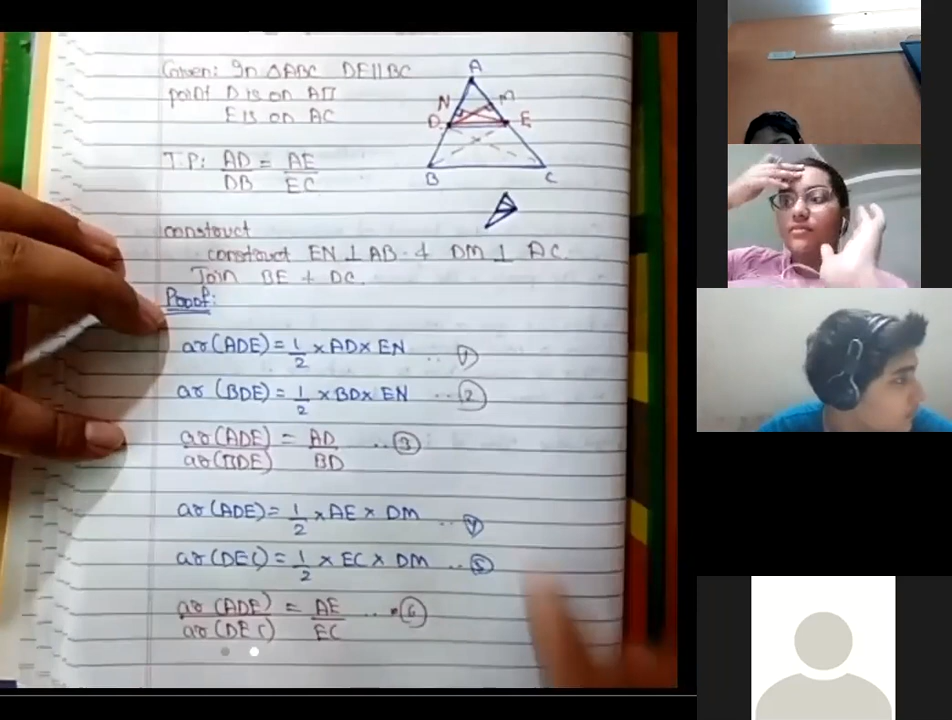 Given: In △ABC DE||BC
point D is on AB
E is on AC
T.P: AD/DB = AE/EC
A
N
M
D
E
B
C
construct
construct EN ⊥ AB & DM ⊥ AC.
Join BE + DC.
Proof:
ar(ADE) = 1/2 × AD × EN ... ①
ar(BDE) = 1/2 × BD × EN ... ②
ar(ADE)/ar(BDE) = AD/BD ... ③
ar(ADE) = 1/2 × AE × DM ... ④
ar(DEC) = 1/2 × EC × DM ... ⑤
ar(ADE)/ar(DEC) = AE/EC ... ⑥